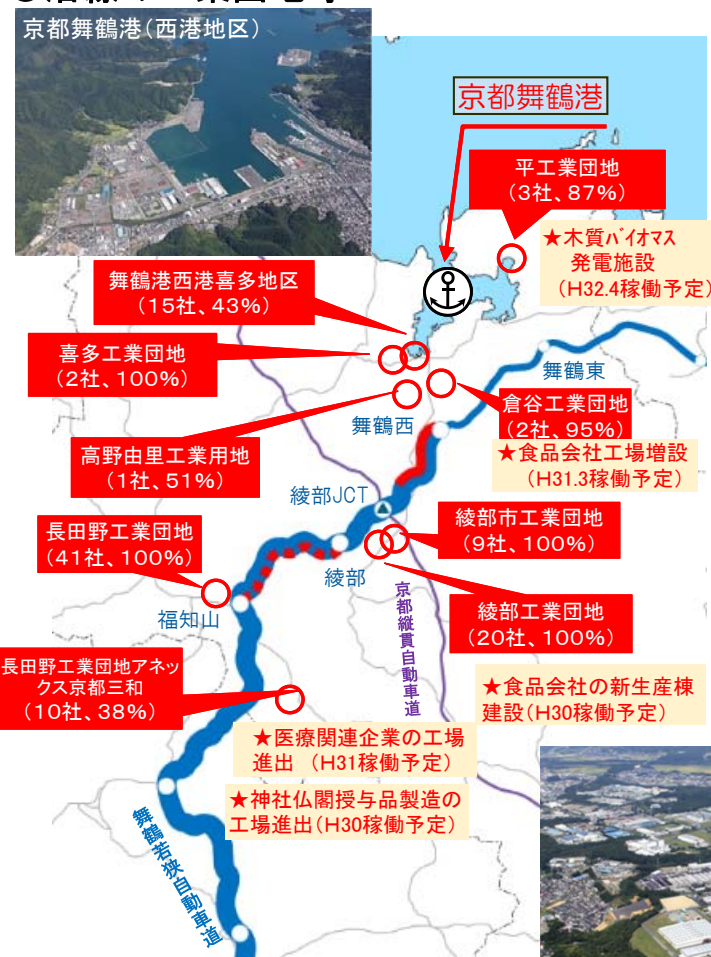 京都舞鶴港(西港地区)
京都舞鶴港
平工業団地
(3社、87%)
★木質バイオマス
発電施設
(H32.4稼働予定)
舞鶴港西港喜多地区
(15社、43%)
喜多工業団地
(2社、100%)
舞鶴東
倉谷工業団地
(2社、95%)
舞鶴西
★食品会社工場増設
(H31.3稼働予定)
高野由里工業用地
(1社、51%)
綾部JCT
綾部市工業団地
(9社、100%)
長田野工業団地
(41社、100%)
綾部
福知山
京都縦貫自動車道
綾部工業団地
(20社、100%)
長田野工業団地アネッ
クス京都三和
(10社、38%)
★食品会社の新生産棟
建設(H30稼働予定)
★医療関連企業の工場
進出 (H31稼働予定)
★神社仏閣授与品製造の
工場進出(H30稼働予定)
舞鶴若狭自動車道